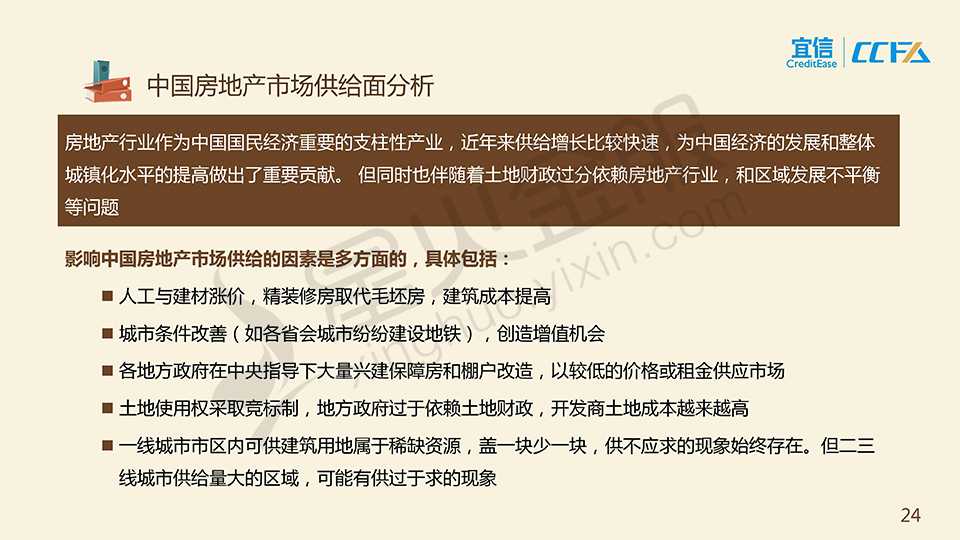 宜信
CreditEase
CCFA
中国房地产市场供给面分析
房地产行业作为中国国民经济重要的支柱性产业，近年来供给增长比较快速，为中国经济的发展和整体
城镇化水平的提高做出了重要贡献。 但同时也伴随着土地财政过分依赖房地产行业，和区域发展不平衡
等问题
影响中国房地产市场供给的因素是多方面的，具体包括：
■ 人工与建材涨价，精装修房取代毛坯房，建筑成本提高
■ 城市条件改善（如各省会城市纷纷建设地铁），创造增值机会
■ 各地方政府在中央指导下大量兴建保障房和棚户改造，以较低的价格或租金供应市场
■ 土地使用权采取竞标制，地方政府过于依赖土地财政，开发商土地成本越来越高
■ 一线城市市区内可供建筑用地属于稀缺资源，盖一块少一块，供不应求的现象始终存在。但二三
线城市供给量大的区域，可能有供过于求的现象
星火金服
xinghuoyixin.com
24